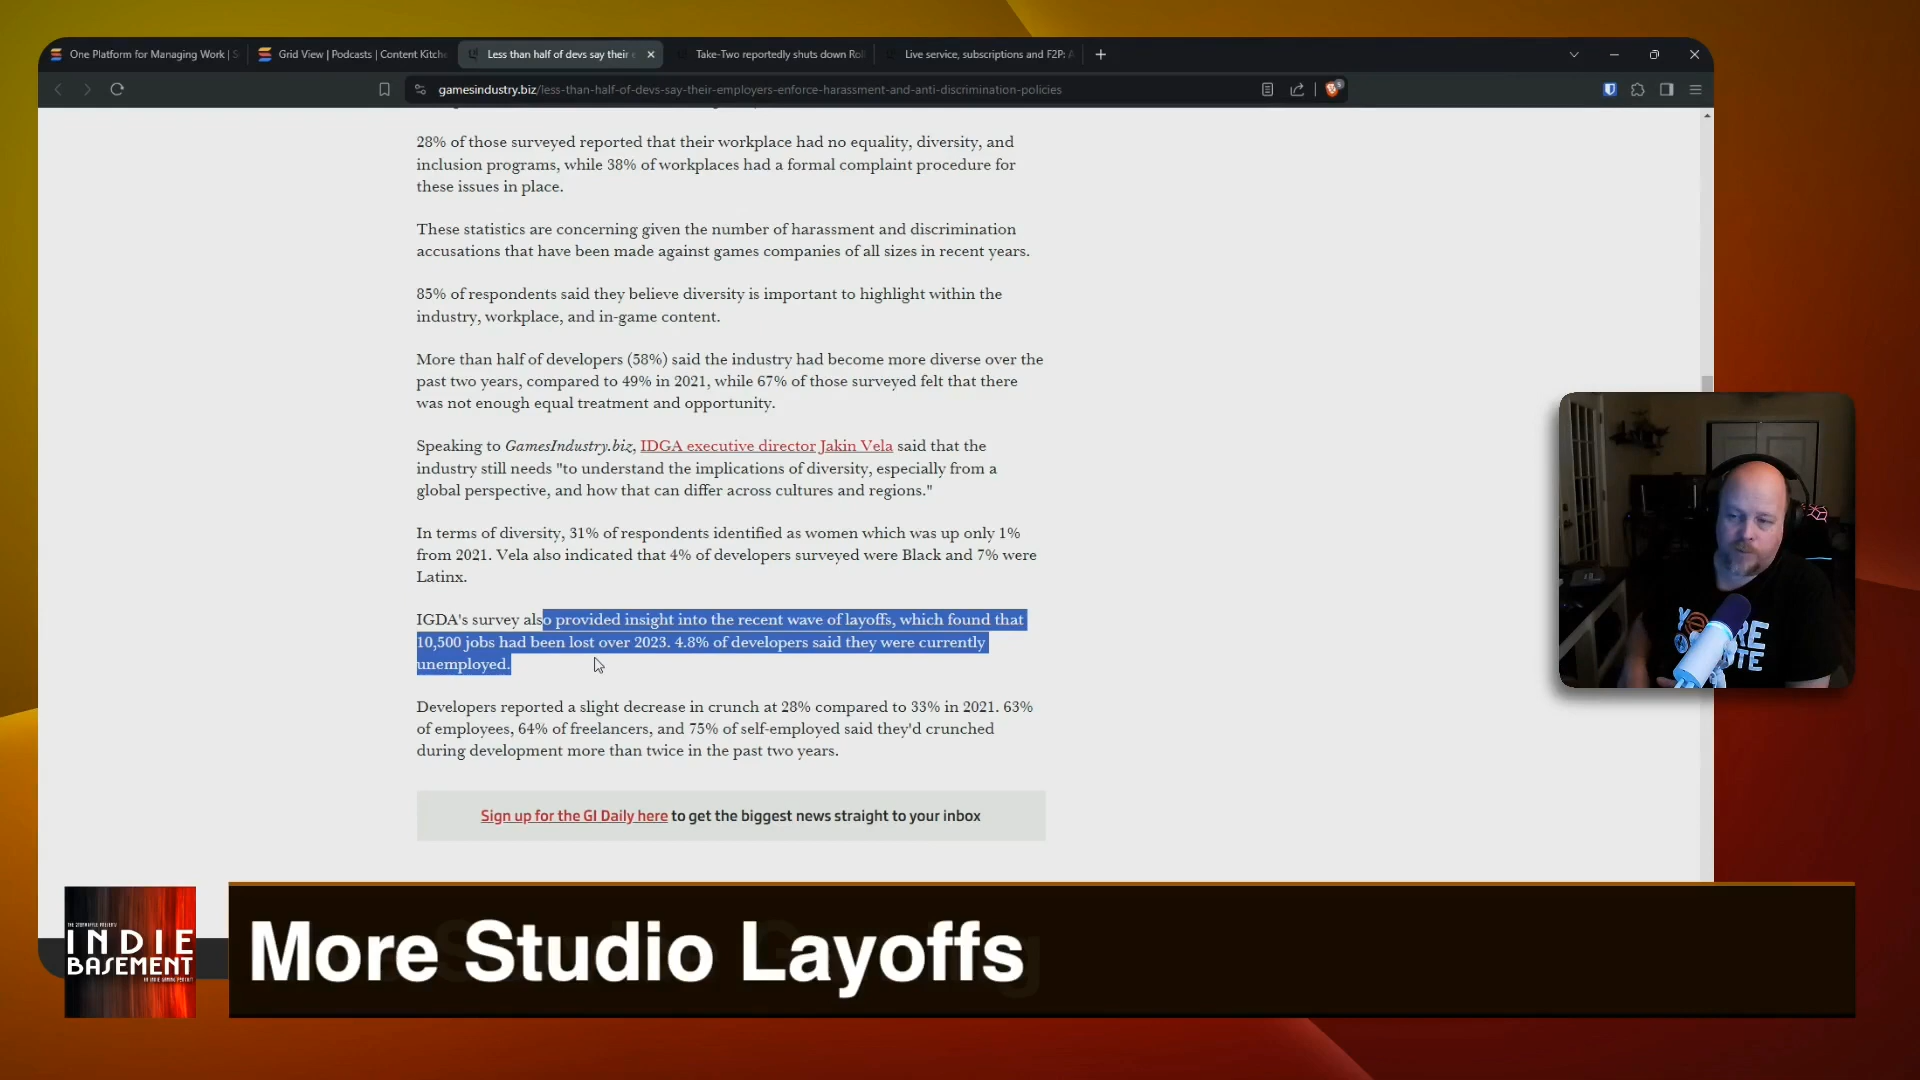 One Platform for Managing Work | S
Grid View | Podcasts | Content Kitche
Less than half of devs say their e
Take-Two reportedly shuts down Roll
Live service, subscriptions and F2P: A
gamesindustry.biz/less-than-half-of-devs-say-their-employers-enforce-harassment-and-anti-discrimination-policies
28% of those surveyed reported that their workplace had no equality, diversity, and
inclusion programs, while 38% of workplaces had a formal complaint procedure for
these issues in place.
These statistics are concerning given the number of harassment and discrimination
accusations that have been made against games companies of all sizes in recent years.
85% of respondents said they believe diversity is important to highlight within the
industry, workplace, and in-game content.
More than half of developers (58%) said the industry had become more diverse over the
past two years, compared to 49% in 2021, while 67% of those surveyed felt that there
was not enough equal treatment and opportunity.
Speaking to GamesIndustry.biz, IDGA executive director Jakin Vela said that the
industry still needs "to understand the implications of diversity, especially from a
global perspective, and how that can differ across cultures and regions."
In terms of diversity, 31% of respondents identified as women which was up only 1%
from 2021. Vela also indicated that 4% of developers surveyed were Black and 7% were
Latinx.
IGDA's survey also provided insight into the recent wave of layoffs, which found that
10,500 jobs had been lost over 2023. 4.8% of developers said they were currently
unemployed.
Developers reported a slight decrease in crunch at 28% compared to 33% in 2021. 63%
of employees, 64% of freelancers, and 75% of self-employed said they'd crunched
during development more than twice in the past two years.
Sign up for the GI Daily here to get the biggest news straight to your inbox
INDIE
BASEMENT
More Studio Layoffs